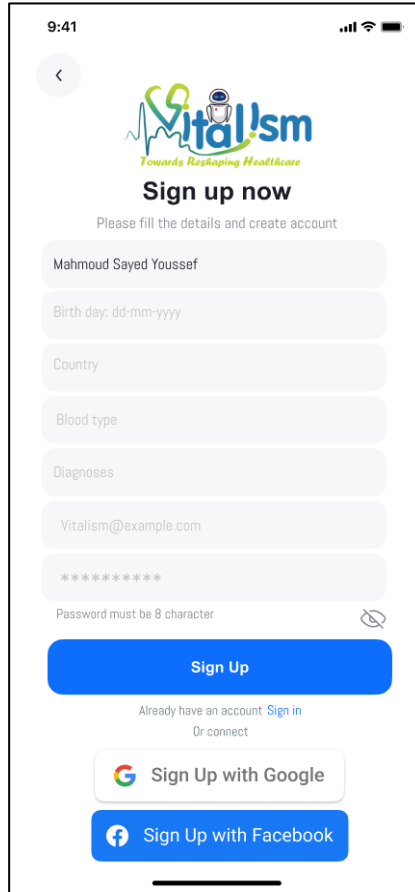 9:41
Vitalism
Towards Reshaping Healthcare
Sign up now
Please fill the details and create account
Mahmoud Sayed Youssef
Birth day: dd-mm-yyyy
Country
Blood type
Diagnoses
Vitalism@example.com
**********
Password must be 8 character
Sign Up
Already have an account Sign in
Or connect
Sign Up with Google
Sign Up with Facebook